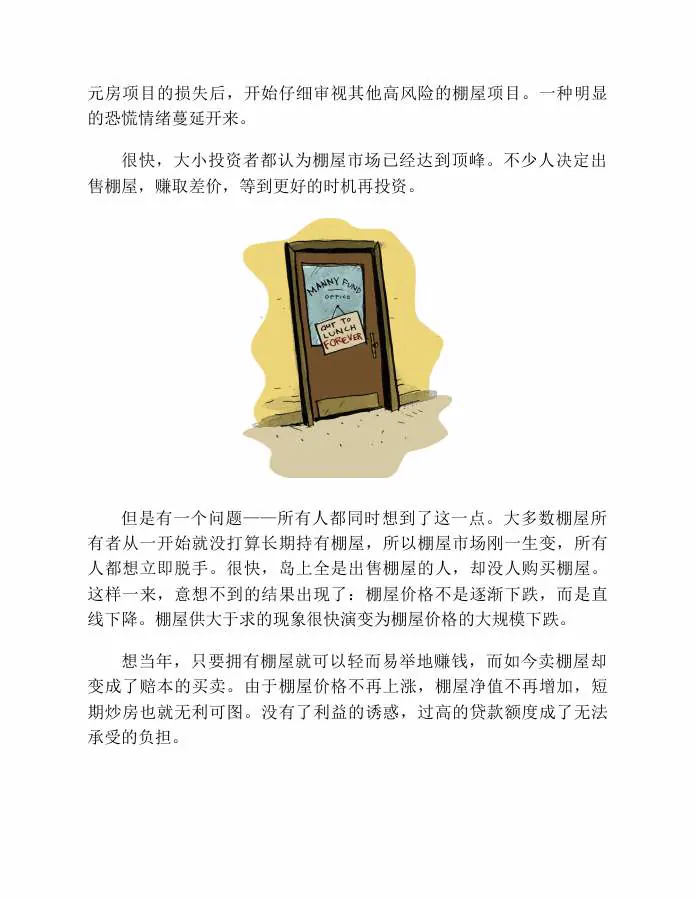 元房项目的损失后，开始仔细审视其他高风险的棚屋项目。一种明显
的恐慌情绪蔓延开来。
很快，大小投资者都认为棚屋市场已经达到顶峰。不少人决定出
售棚屋，赚取差价，等到更好的时机再投资。
MANNY FUND
OFFICE
OUT TO
LUNCH
FOREVER
但是有一个问题——所有人都同时想到了这一点。大多数棚屋所
有者从一开始就没打算长期持有棚屋，所以棚屋市场刚一生变，所有
人都想立即脱手。很快，岛上全是出售棚屋的人，却没人购买棚屋。
这样一来，意想不到的结果出现了：棚屋价格不是逐渐下跌，而是直
线下降。棚屋供大于求的现象很快演变为棚屋价格的大规模下跌。
想当年，只要拥有棚屋就可以轻而易举地赚钱，而如今卖棚屋却
变成了赔本的买卖。由于棚屋价格不再上涨，棚屋净值不再增加，短
期炒房也就无利可图。没有了利益的诱惑，过高的贷款额度成了无法
承受的负担。